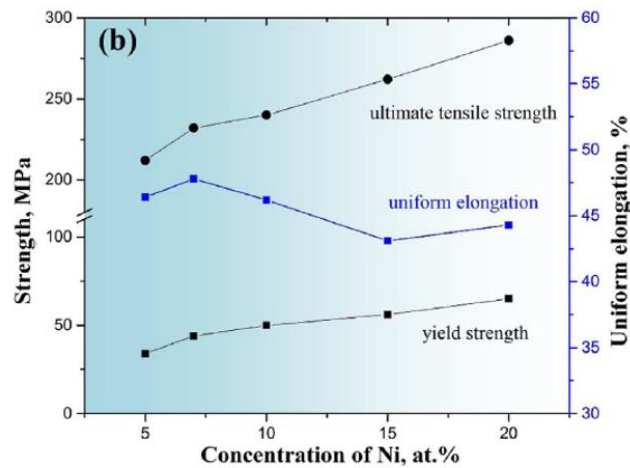 (b)
300
250
200
100
50
0
Strength, MPa
ultimate tensile strength
uniform elongation
yield strength
60
55
50
45
40
35
30
Uniform elongation, %
5 10 15 20
Concentration of Ni, at.%